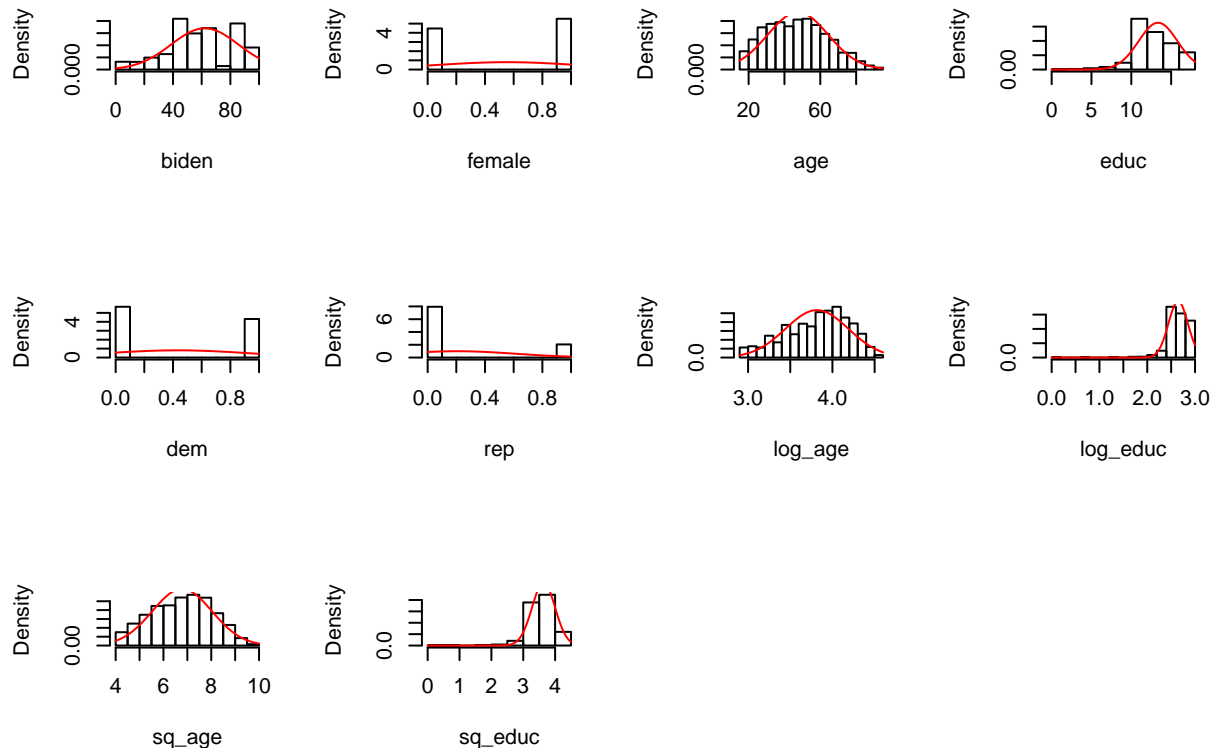 Density
0.000
0 40 80
biden
Density
0 4
0.0 0.4 0.8
female
Density
0.000
20 60
age
Density
0.00
0 5 10
educ
Density
0 4
0.0 0.4 0.8
dem
Density
0 6
0.0 0.4 0.8
rep
Density
0.0
3.0 4.0
log_age
Density
0.0
0.0 1.0 2.0 3.0
log_educ
Density
0.00
4 6 8 10
sq_age
Density
0.0
0 1 2 3 4
sq_educ